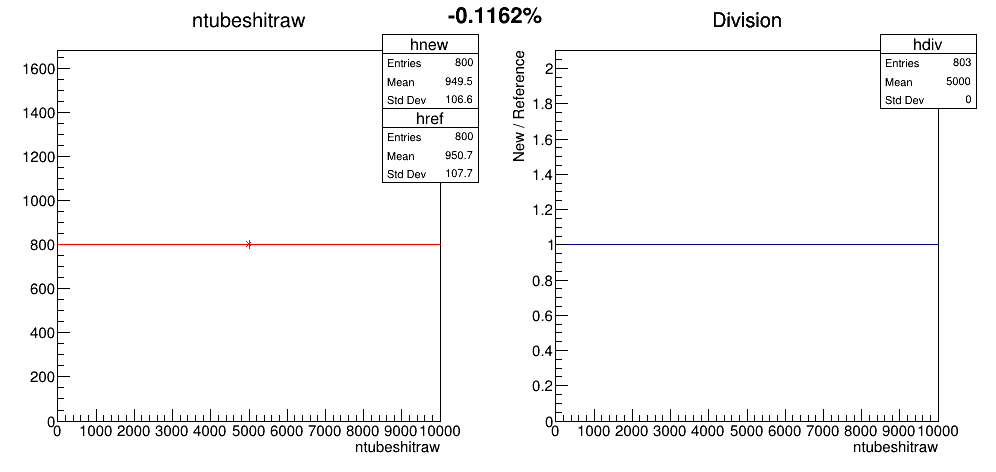 -0.1162%
ntubeshitraw
hnew
Entries 800
Mean 949.5
Std Dev 106.6
href
Entries 800
Mean 950.7
Std Dev 107.7
1600
1400
1200
1000
800
600
400
200
0
0 1000 2000 3000 4000 5000 6000 7000 8000 9000 10000
ntubeshitraw
Division
hdiv
Entries 803
Mean 5000
Std Dev 0
New / Reference
2
1.8
1.6
1.4
1.2
1
0.8
0.6
0.4
0.2
0
0 1000 2000 3000 4000 5000 6000 7000 8000 9000 10000
ntubeshitraw